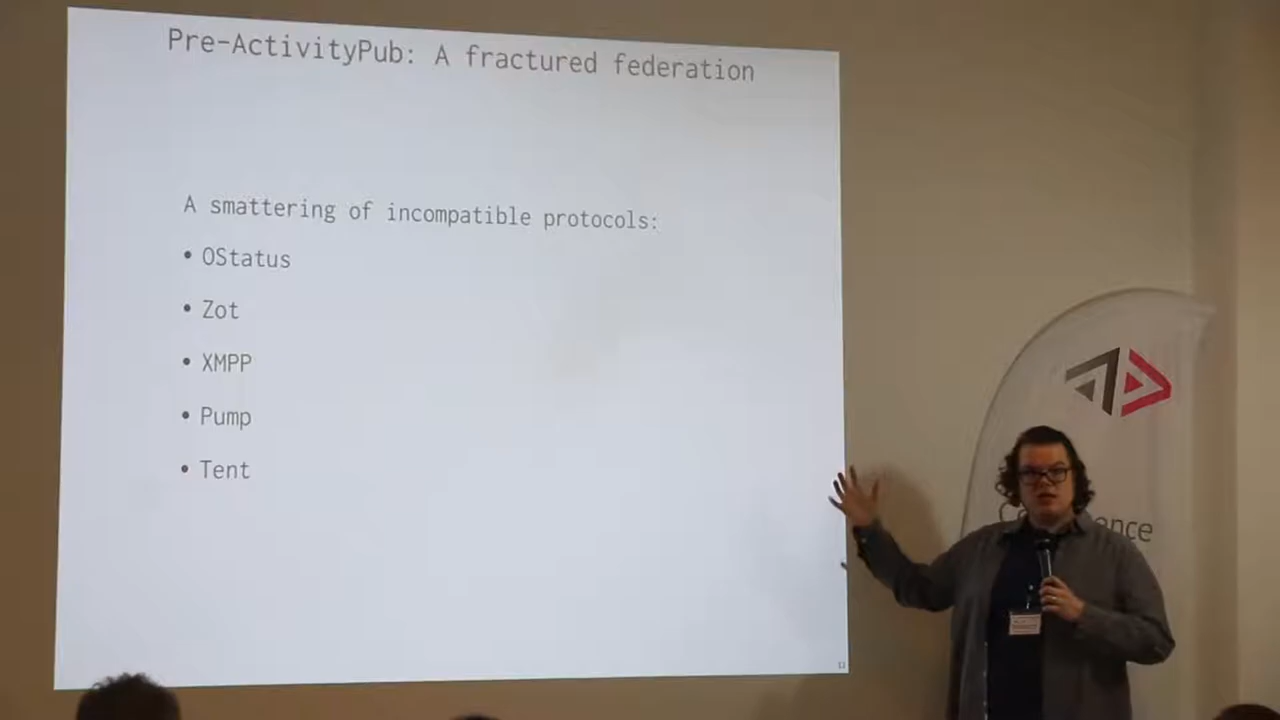 Pre-ActivityPub: A fractured federation
A smattering of incompatible protocols:
• OStatus
• Zot
• XMPP
• Pump
• Tent